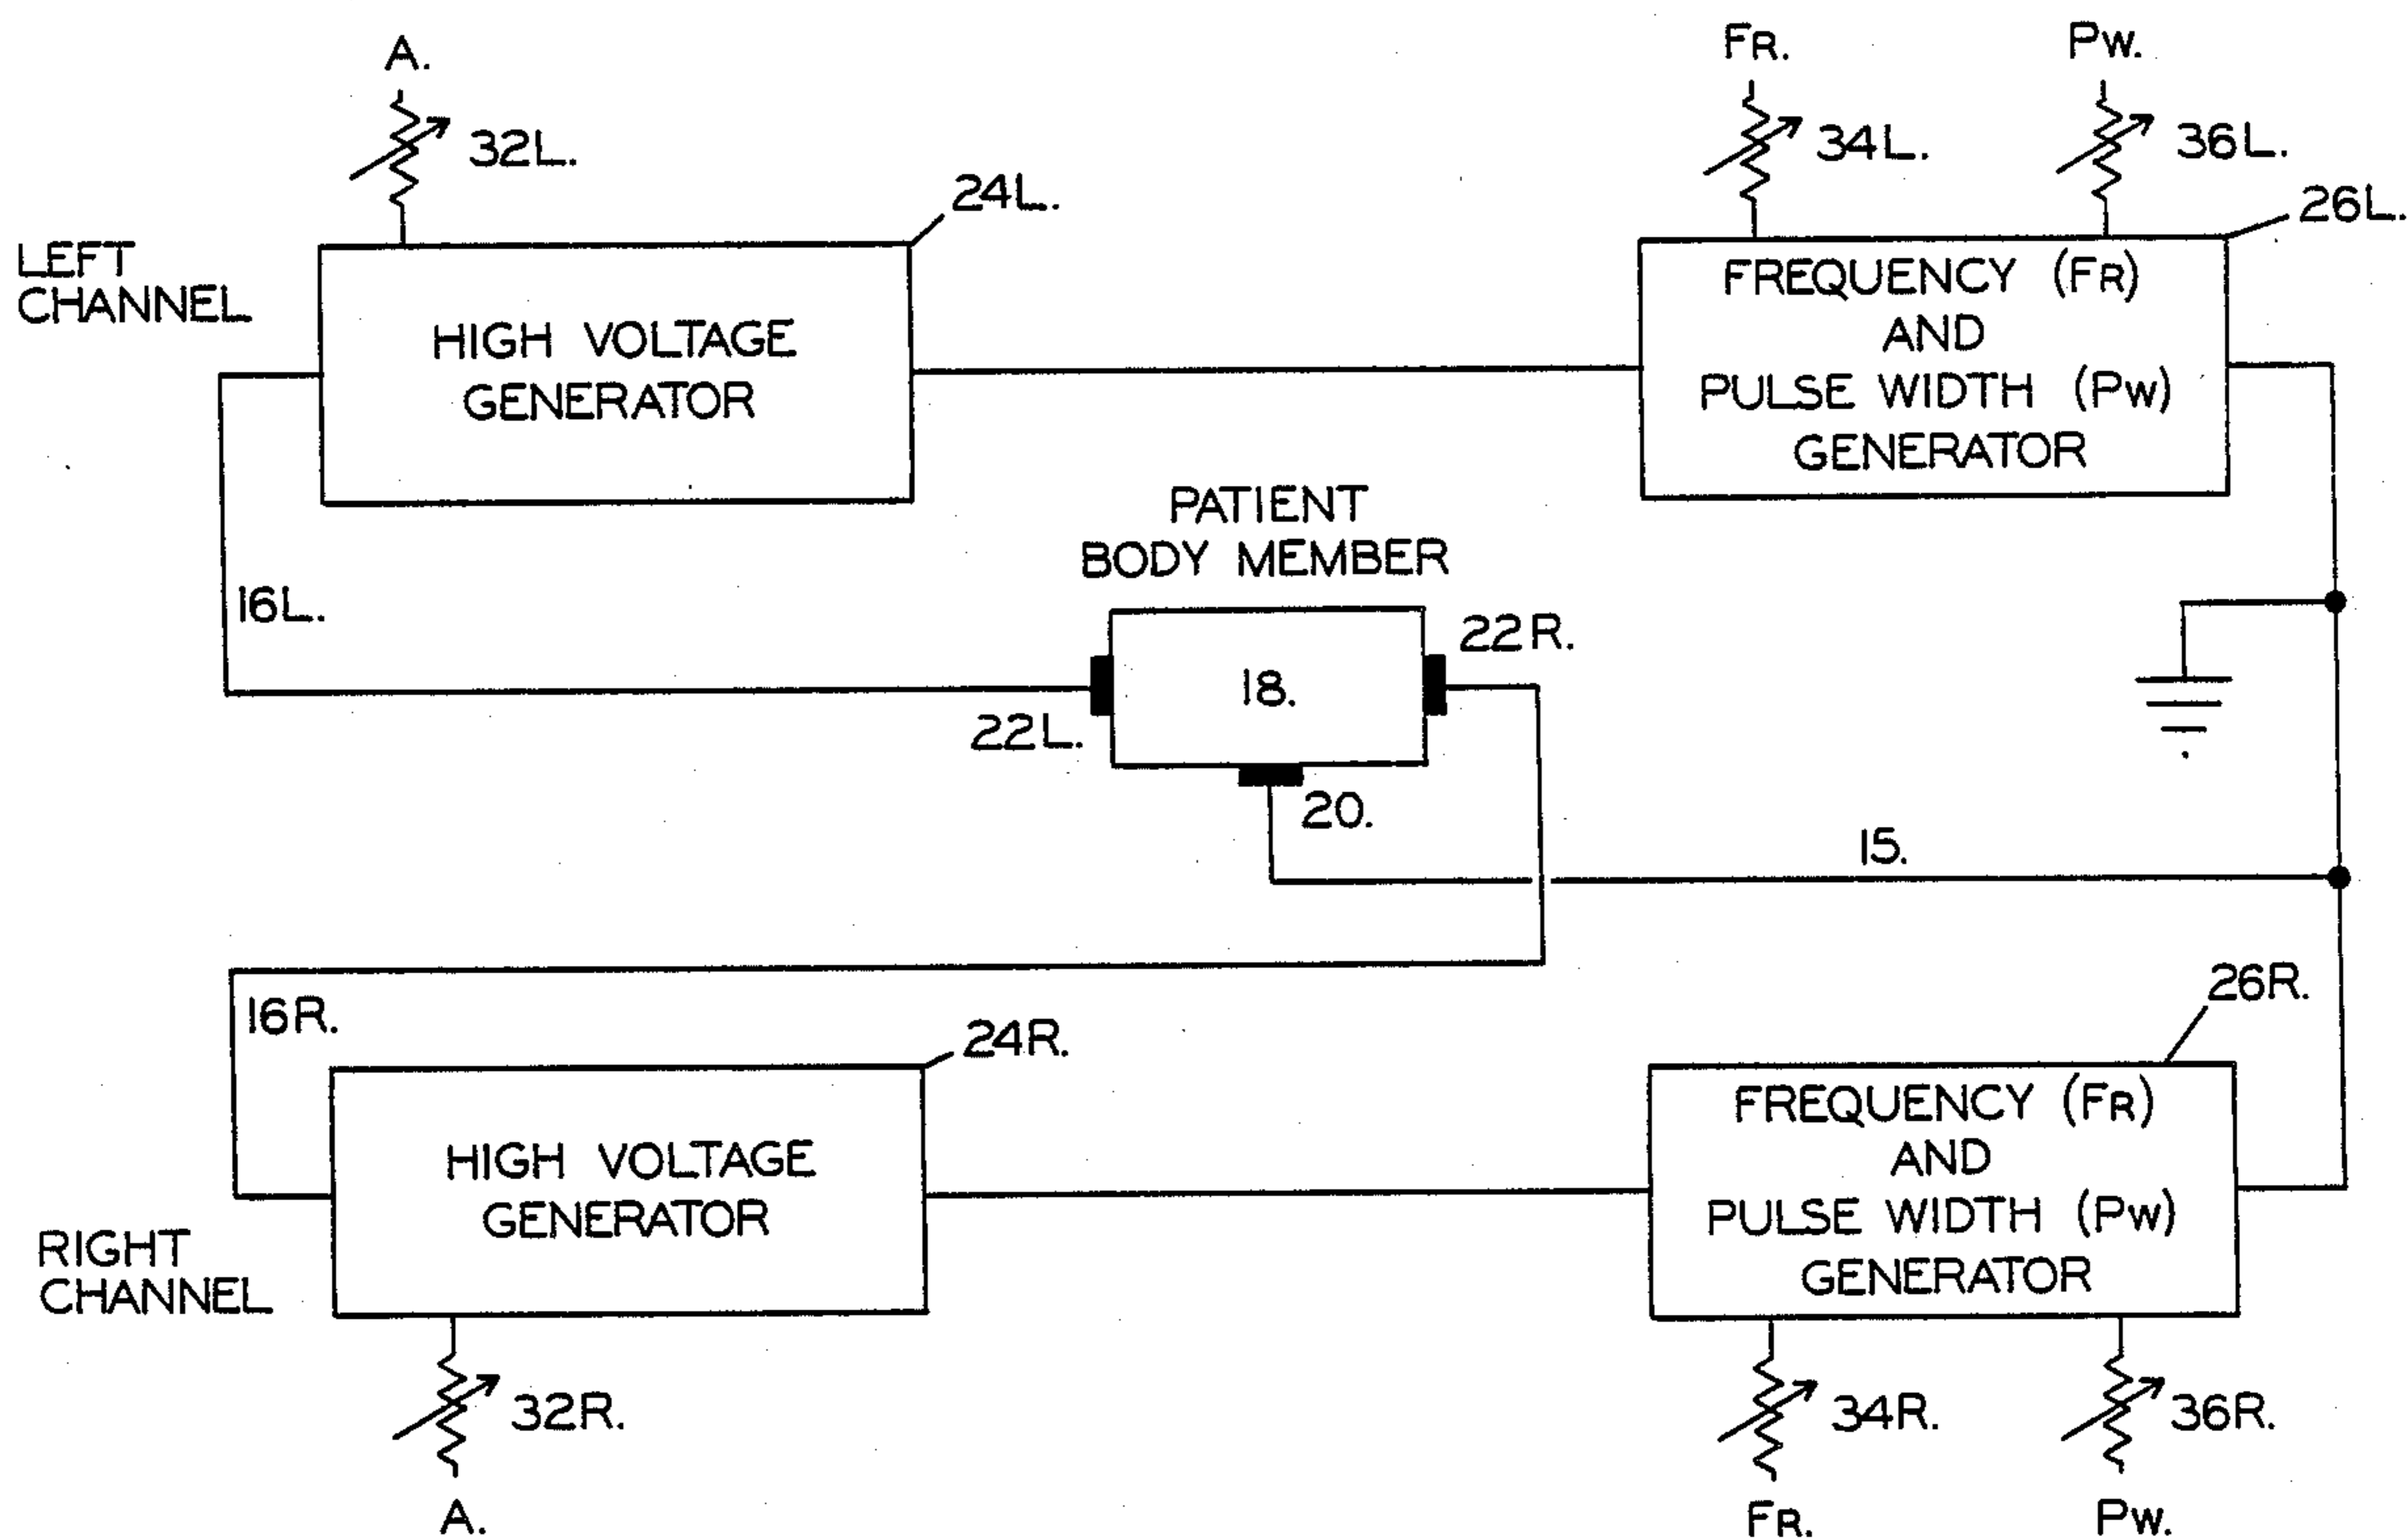 A.
32L.
24L.
FR.
34L.
PW.
36L.
26L.
LEFT
CHANNEL
HIGH VOLTAGE
GENERATOR
FREQUENCY (FR)
AND
PULSE WIDTH (PW)
GENERATOR
PATIENT
BODY MEMBER
16L.
22L.
18.
22R.
20.
15.
16R.
24R.
26R.
RIGHT
CHANNEL
HIGH VOLTAGE
GENERATOR
FREQUENCY (FR)
AND
PULSE WIDTH (PW)
GENERATOR
32R.
A.
34R.
FR.
36R.
PW.